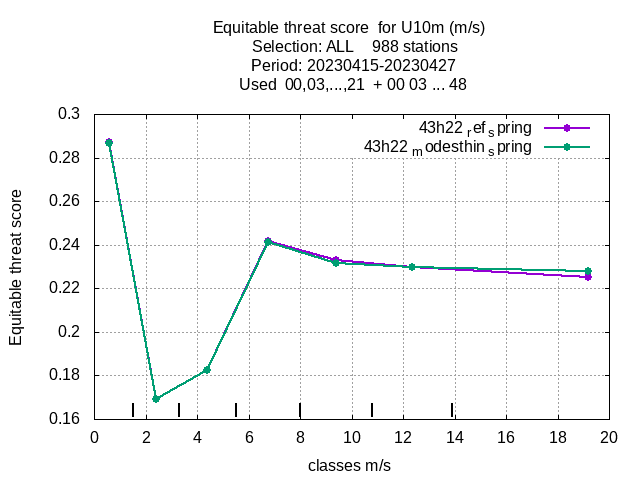 Equitable threat score  for U10m (m/s)
Selection: ALL    988 stations
Period: 20230415-20230427
Used  00,03,...,21  + 00 03 ... 48
43h22 ref spring
43h22 modesthin spring
0.3
0.28
0.26
0.24
0.22
0.2
0.18
0.16
Equitable threat score
0 2 4 6 8 10 12 14 16 18 20
classes m/s